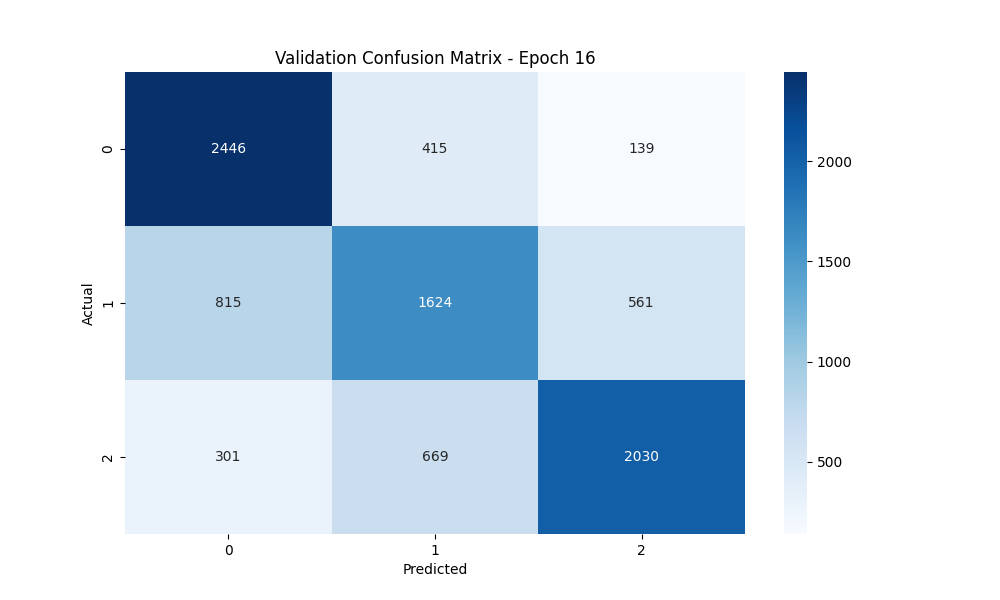 Validation Confusion Matrix - Epoch 16
0 2446 415 139
1 815 1624 561
2 301 669 2030
0 1 2
Predicted
Actual
2000
1500
1000
500